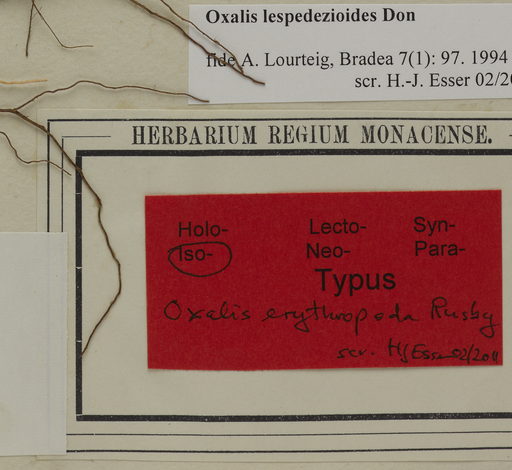 Oxalis lespedezioides Don
fide A. Lourteig, Bradea 7(1): 97. 1994
scr. H.-J. Esser 02/20
HERBARIUM REGIUM MONACENSE.
Holo- Lecto- Syn-
Iso- Neo- Para-
Typus
Oxalis erythropoda Rusby
scr. HJEsser 02/2011